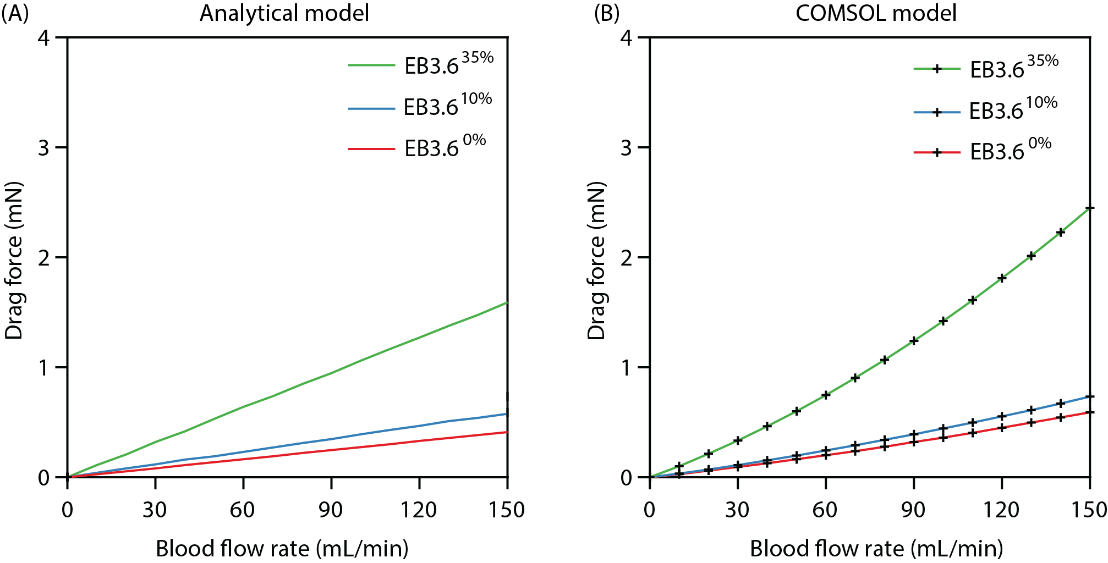 (A) Analytical model
4
3
2
1
0
Drag force (mN)
EB3.6 35%
EB3.6 10%
EB3.6 0%
0 30 60 90 120 150
Blood flow rate (mL/min)
(B) COMSOL model
4
3
2
1
0
Drag force (mN)
EB3.6 35%
EB3.6 10%
EB3.6 0%
0 30 60 90 120 150
Blood flow rate (mL/min)